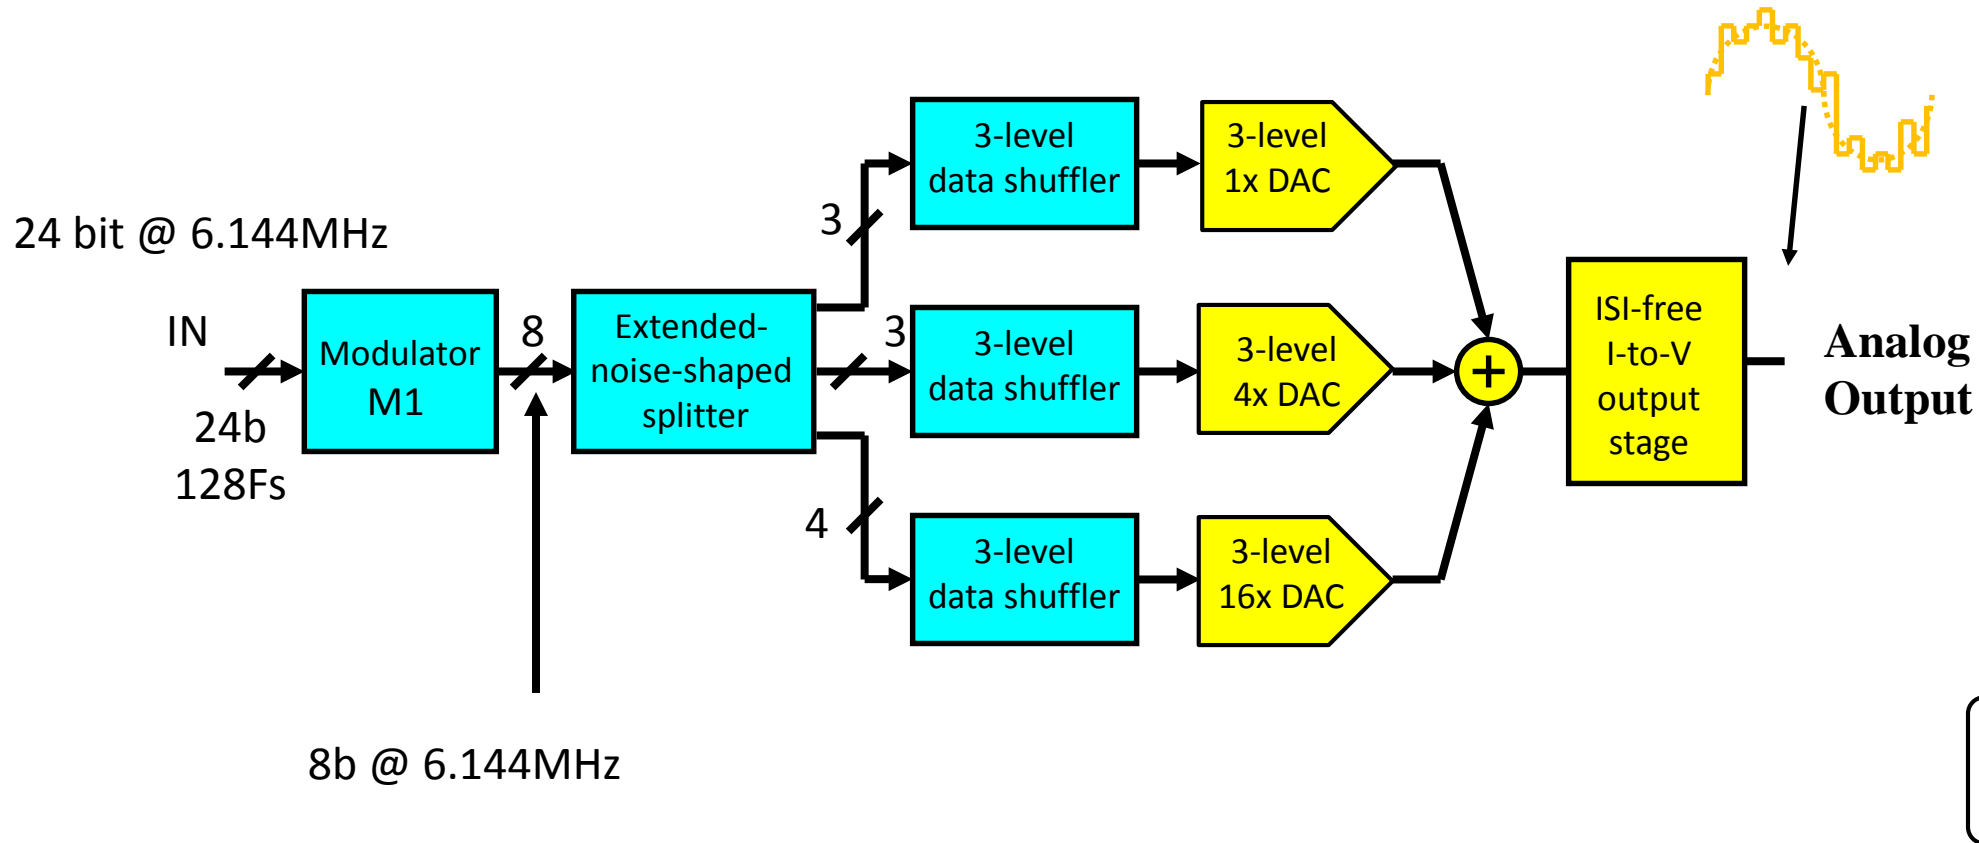 24 bit @ 6.144MHz
IN
24b
128Fs
Modulator
M1
8
8b @ 6.144MHz
Extended-
noise-shaped
splitter
3
3
4
3-level
data shuffler
3-level
1x DAC
3-level
data shuffler
3-level
4x DAC
3-level
data shuffler
3-level
16x DAC
+
ISI-free
I-to-V
output
stage
Analog
Output